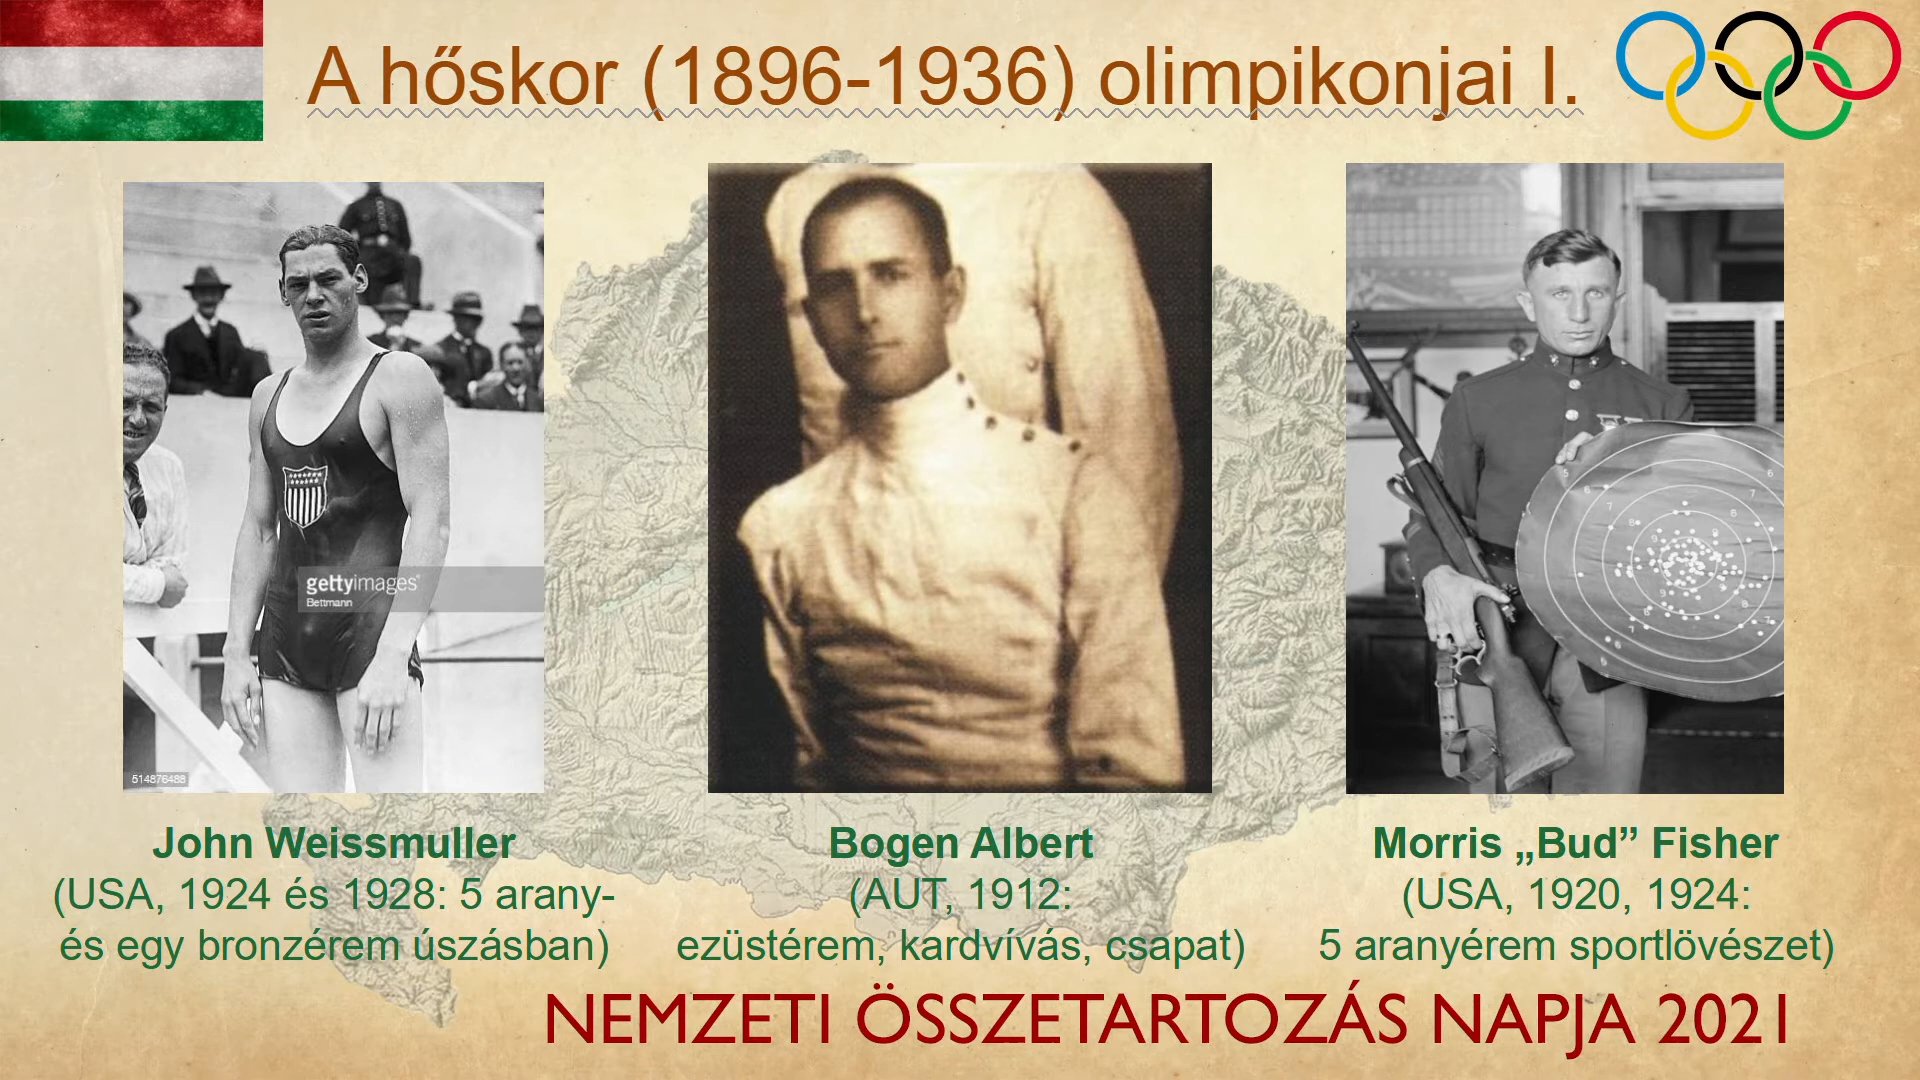 A hőskor (1896-1936) olimpikonjai I.
gettyimages®
Bettmann
514876488
John Weissmuller
(USA, 1924 és 1928: 5 arany-
és egy bronzérem úszásban)
Bogen Albert
(AUT, 1912:
ezüstérem, kardvívás, csapat)
Morris „Bud” Fisher
(USA, 1920, 1924:
5 aranyérem sportlövészet)
NEMZETI ÖSSZETARTOZÁS NAPJA 2021